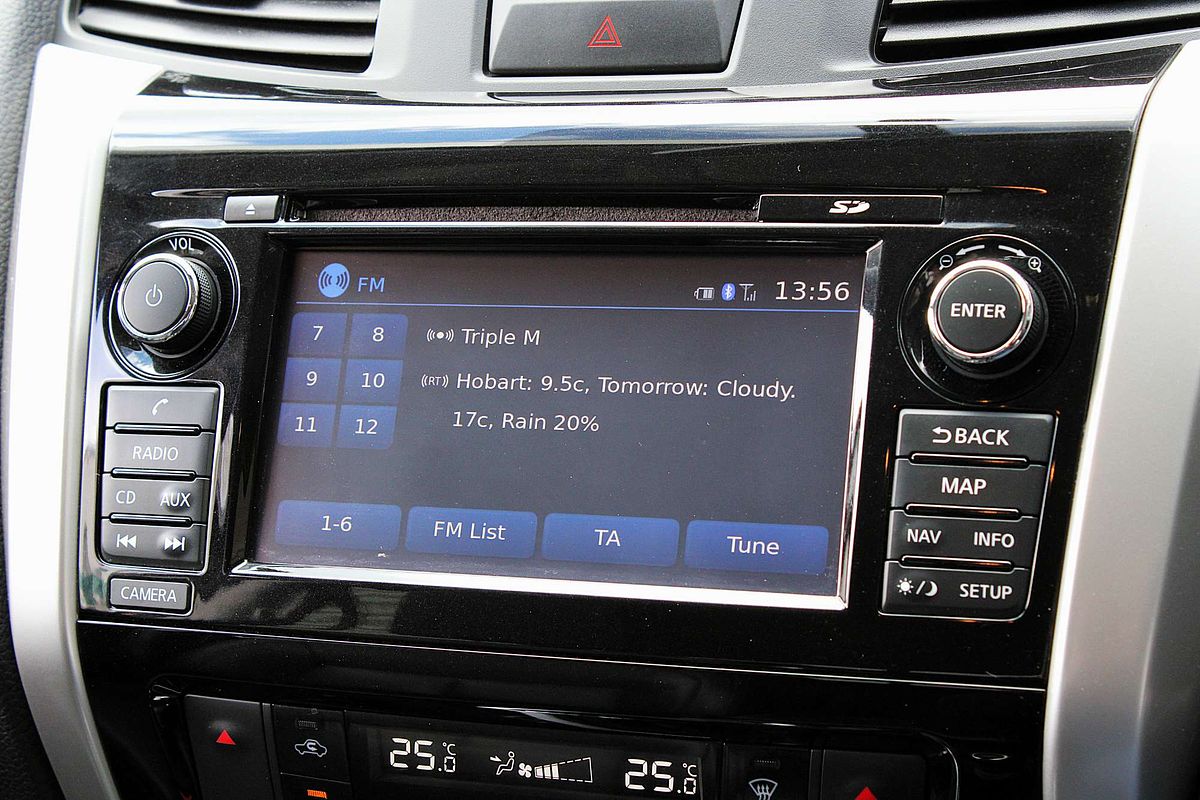 VOL
SD
FM
13:56
7 8
Triple M
9 10
RT Hobart: 9.5c, Tomorrow: Cloudy.
17c, Rain 20%
11 12
1-6 FM List TA Tune
RADIO
CD AUX
CAMERA
ENTER
BACK
MAP
NAV INFO
SETUP
25.0°C 25.0°C